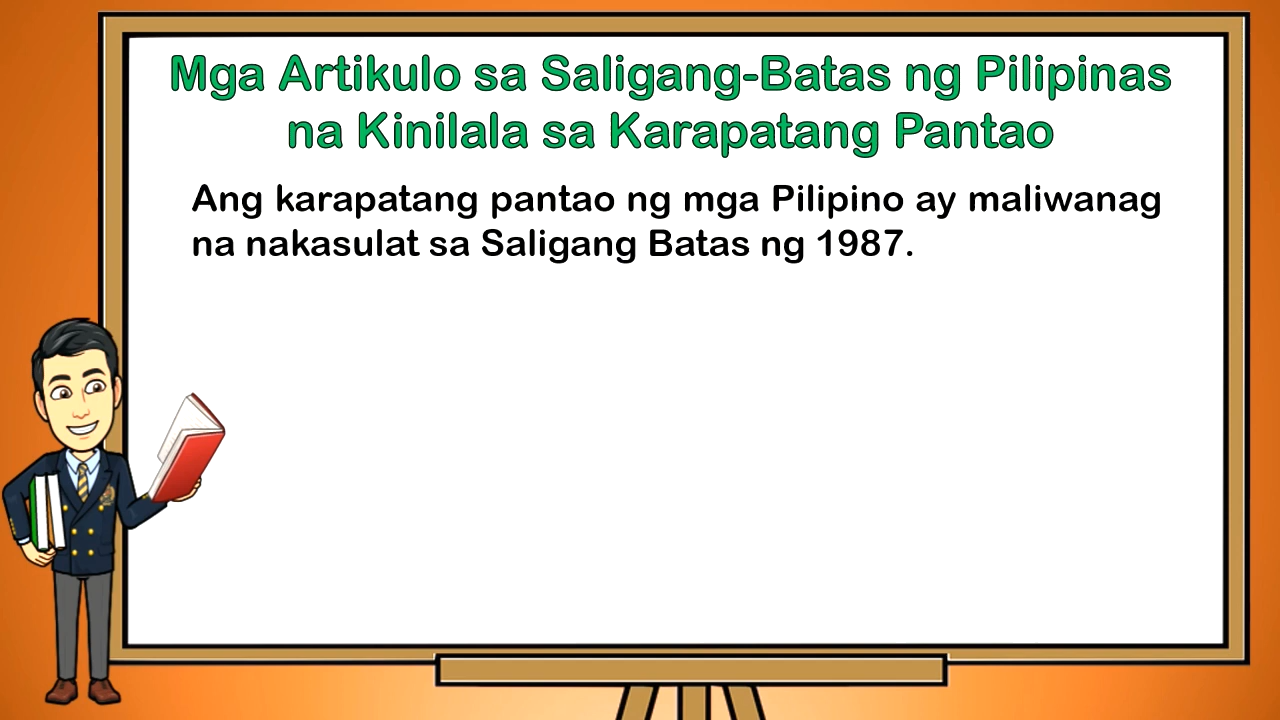 Mga Artikulo sa Saligang-Batas ng Pilipinas
na Kinilala sa Karapatang Pantao
Ang karapatang pantao ng mga Pilipino ay maliwanag
na nakasulat sa Saligang Batas ng 1987.